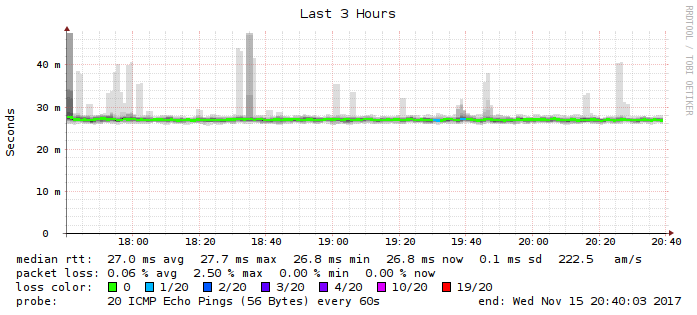 Last 3 Hours
RRDTOOL / TOBI OETIKER
Seconds
40 m
30 m
20 m
10 m
0
18:00 18:20 18:40 19:00 19:20 19:40 20:00 20:20 20:40
median rtt: 27.0 ms avg 27.7 ms max 26.8 ms min 26.8 ms now 0.1 ms sd 222.5 am/s
packet loss: 0.06 % avg 2.50 % max 0.00 % min 0.00 % now
loss color: 0 1/20 2/20 3/20 4/20 10/20 19/20
probe: 20 ICMP Echo Pings (56 Bytes) every 60s end: Wed Nov 15 20:40:03 2017